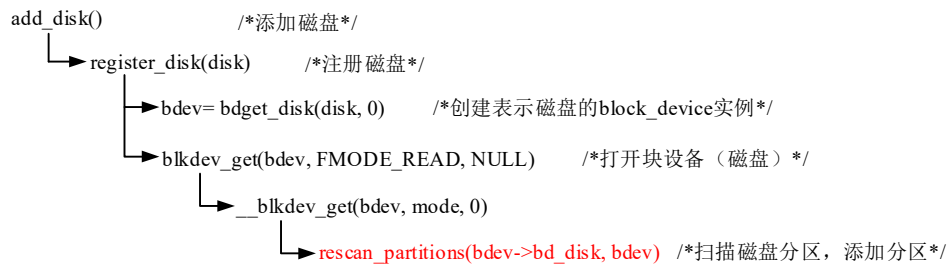 add_disk() /*添加磁盘*/
register_disk(disk) /*注册磁盘*/
bdev= bdget_disk(disk, 0) /*创建表示磁盘的block_device实例*/
blkdev_get(bdev, FMODE_READ, NULL) /*打开块设备（磁盘）*/
__blkdev_get(bdev, mode, 0)
rescan_partitions(bdev->bd_disk, bdev) /*扫描磁盘分区，添加分区*/